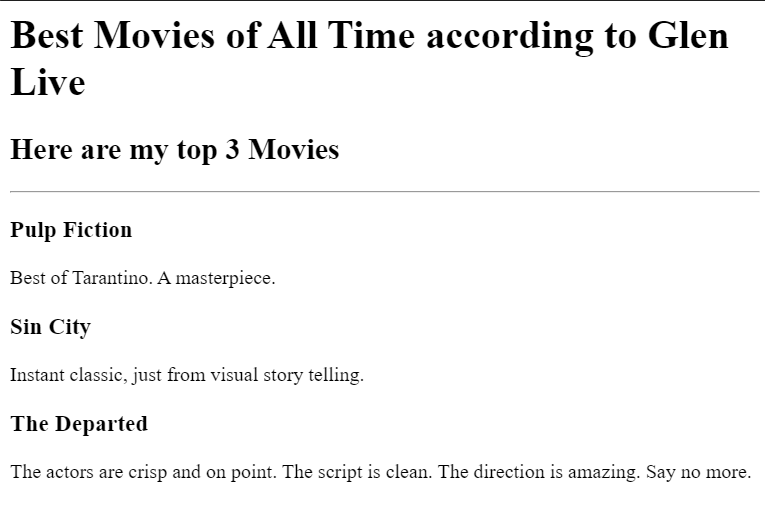 Best Movies of All Time according to Glen
Live
Here are my top 3 Movies
Pulp Fiction
Best of Tarantino. A masterpiece.
Sin City
Instant classic, just from visual story telling.
The Departed
The actors are crisp and on point. The script is clean. The direction is amazing. Say no more.